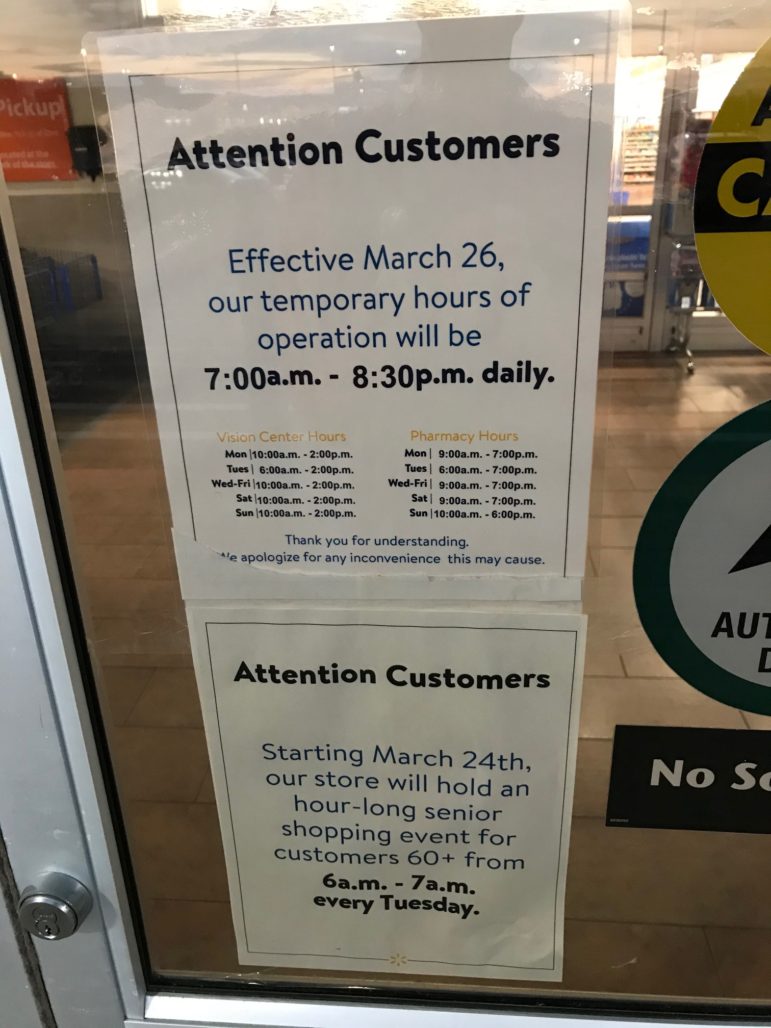 Pickup
Attention Customers
Effective March 26,
our temporary hours of
operation will be
7:00a.m. - 8:30p.m. daily.
Vision Center Hours
Mon | 10:00a.m. - 2:00p.m.
Tues | 6:00a.m. - 2:00p.m.
Wed-Fri | 10:00a.m. - 2:00p.m.
Sat | 10:00a.m. - 2:00p.m.
Sun | 10:00a.m. - 2:00p.m.
Pharmacy Hours
Mon | 9:00a.m. - 7:00p.m.
Tues | 6:00a.m. - 7:00p.m.
Wed-Fri | 9:00a.m. - 7:00p.m.
Sat | 9:00a.m. - 7:00p.m.
Sun | 10:00a.m. - 6:00p.m.
Thank you for understanding.
We apologize for any inconvenience this may cause.
Attention Customers
Starting March 24th,
our store will hold an
hour-long senior
shopping event for
customers 60+ from
6a.m. - 7a.m.
every Tuesday.
CA
AUT
D
No So